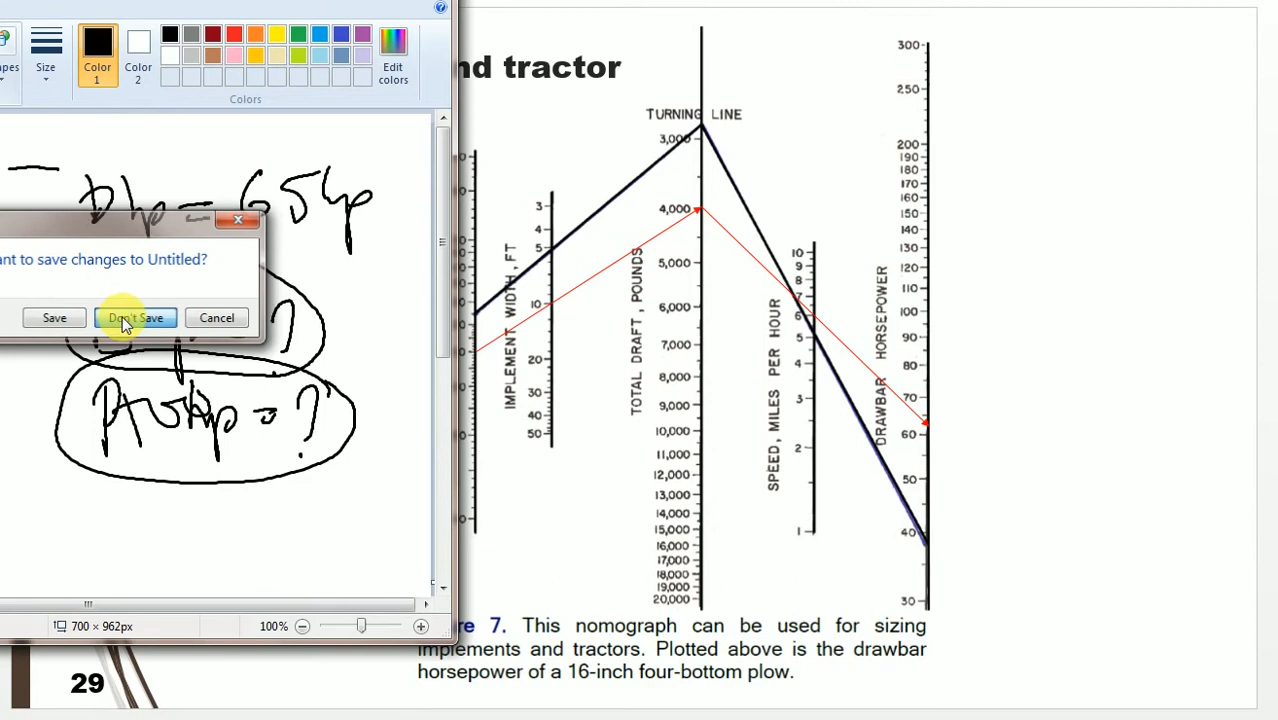 Size
Color
1
Color
2
Edit
colors
Colors
Dhp = 65hp
ant to save changes to Untitled?
Save
Don't Save
Cancel
?
PTOhp = ?
700 × 962px
100%
nd tractor
TURNING LINE
IMPLEMENT WIDTH, FT
3
4
5
10
20
30
40
50
TOTAL DRAFT, POUNDS
3,000
4,000
5,000
6,000
7,000
8,000
9,000
10,000
11,000
12,000
13,000
14,000
15,000
16,000
17,000
18,000
19,000
20,000
SPEED, MILES PER HOUR
10
9
8
7
6
5
4
3
2
1
DRAWBAR HORSEPOWER
300
250
200
190
180
170
160
150
140
130
120
110
100
90
80
70
60
50
40
30
re 7. This nomograph can be used for sizing
implements and tractors. Plotted above is the drawbar
horsepower of a 16-inch four-bottom plow.
29